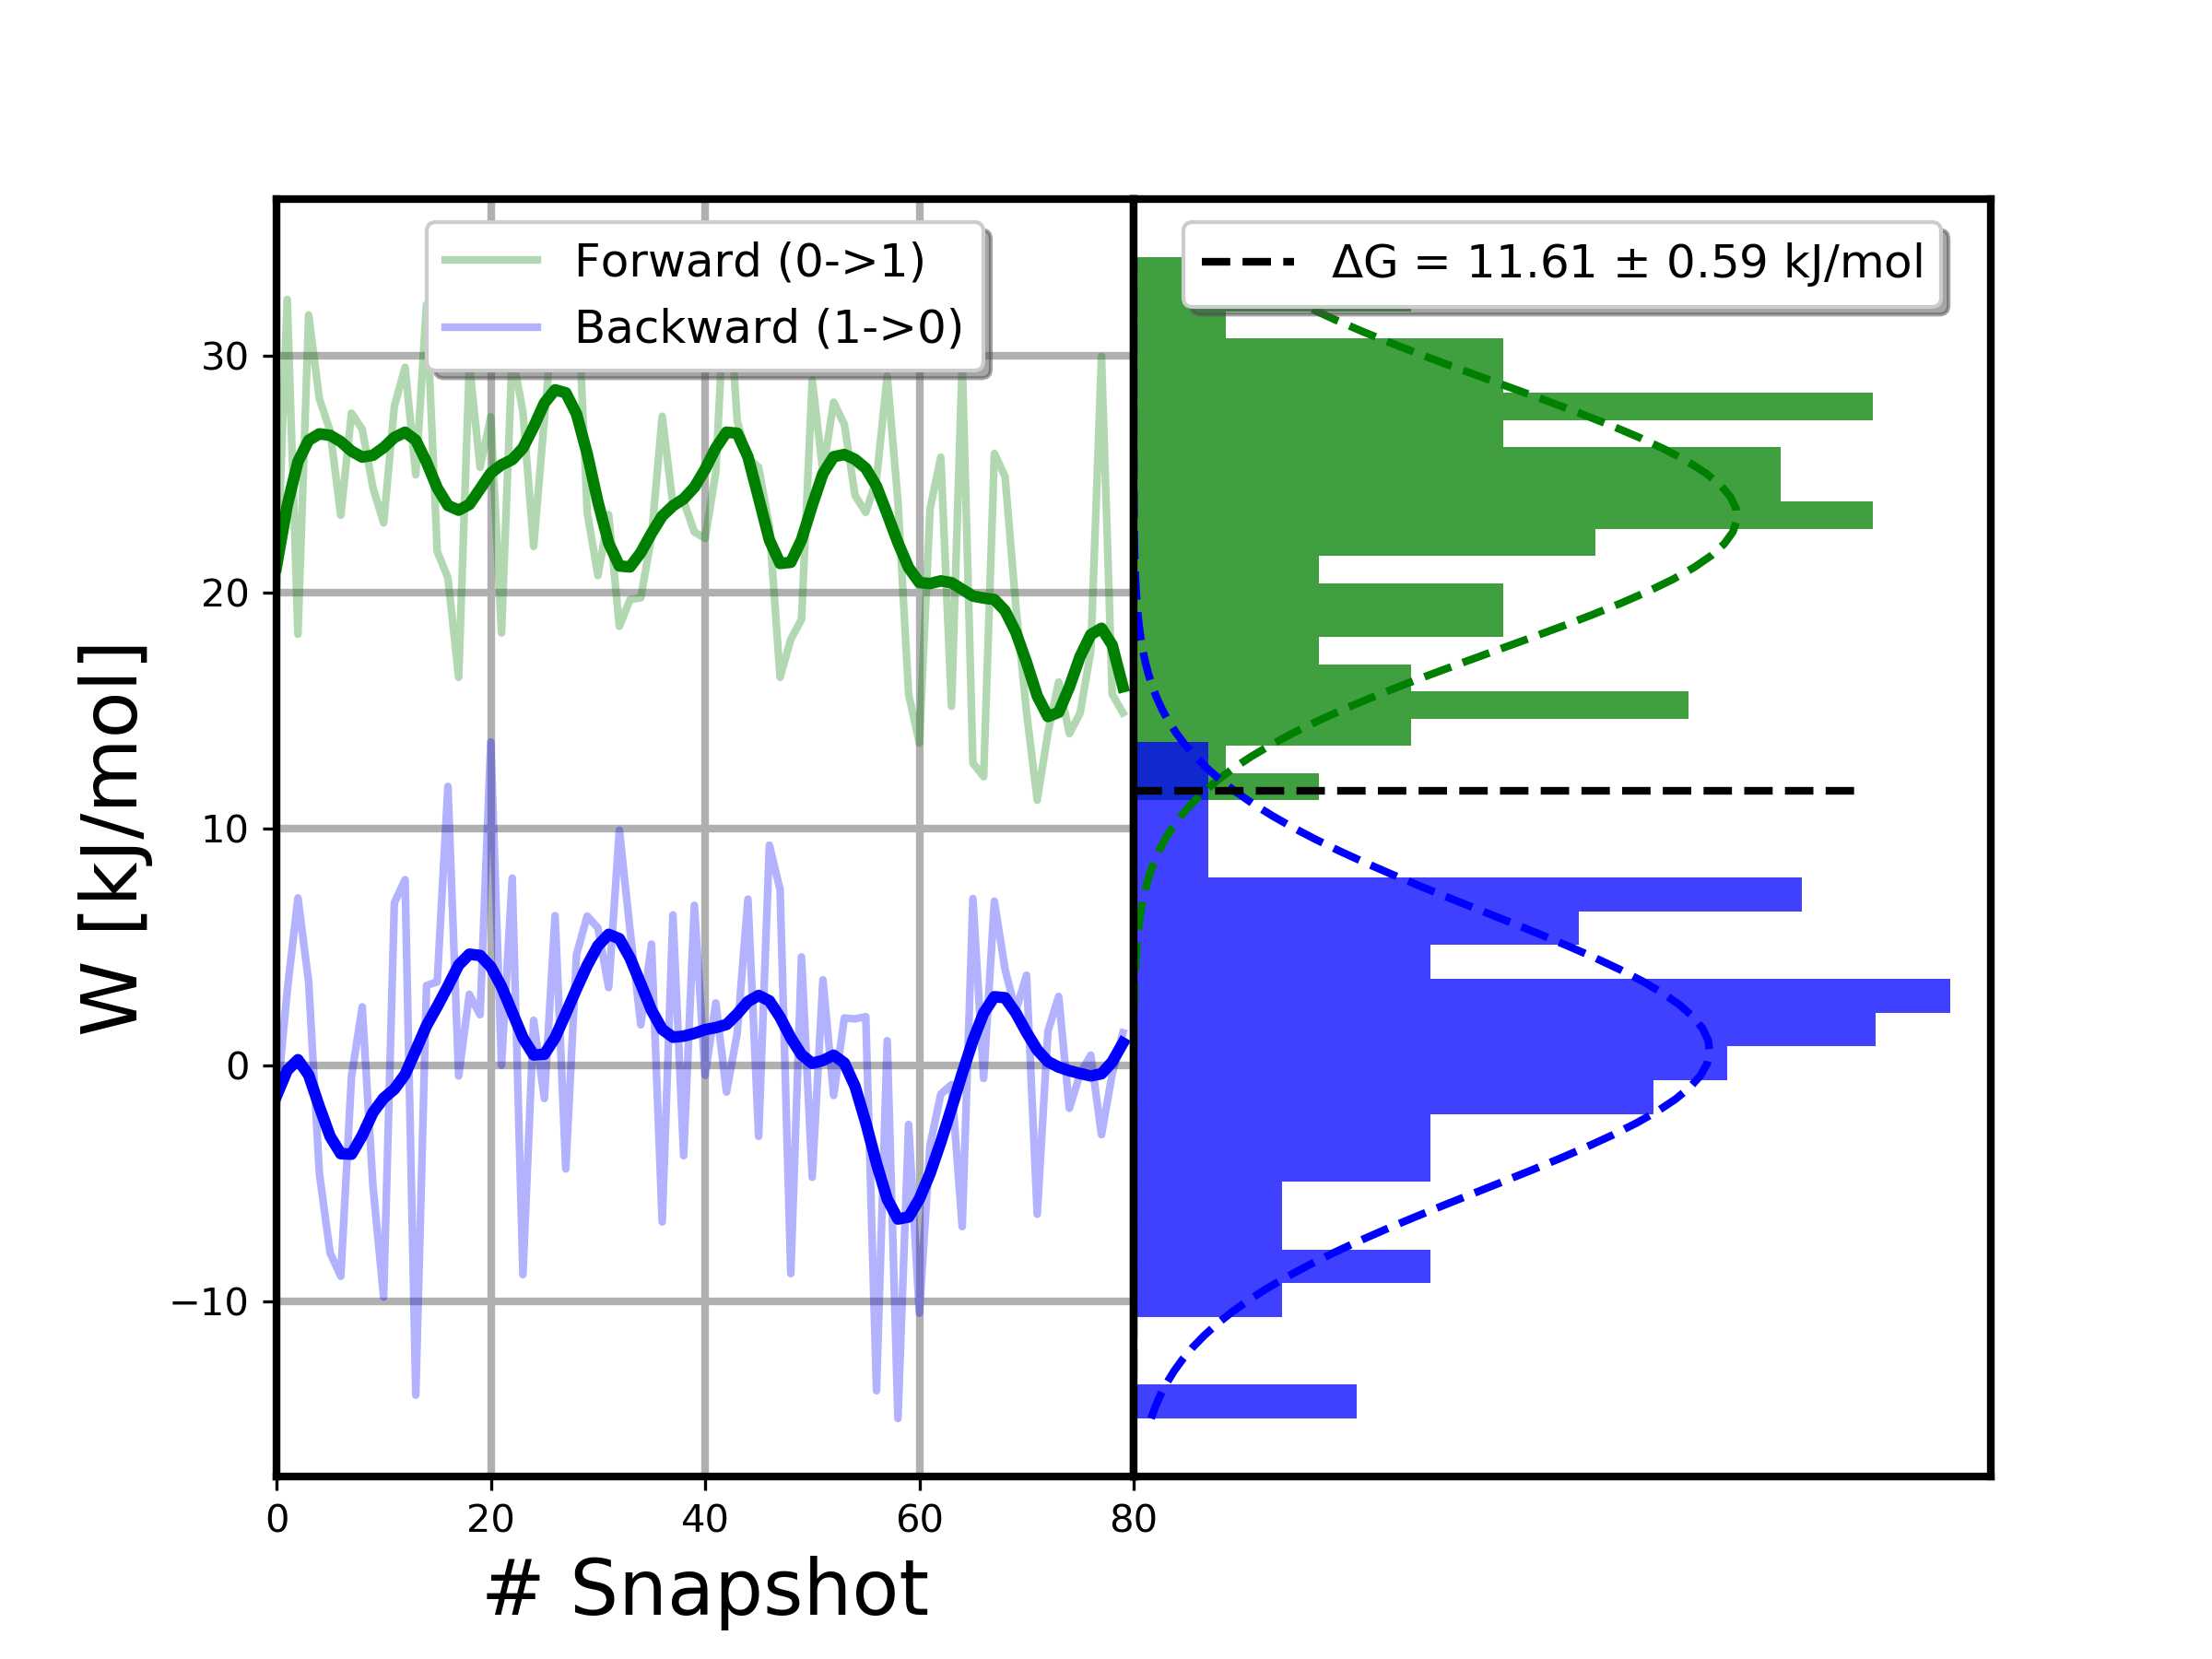 Forward (0->1)
Backward (1->0)
ΔG = 11.61 ± 0.59 kJ/mol
W [kJ/mol]
30
20
10
0
−10
0
20
40
60
80
# Snapshot